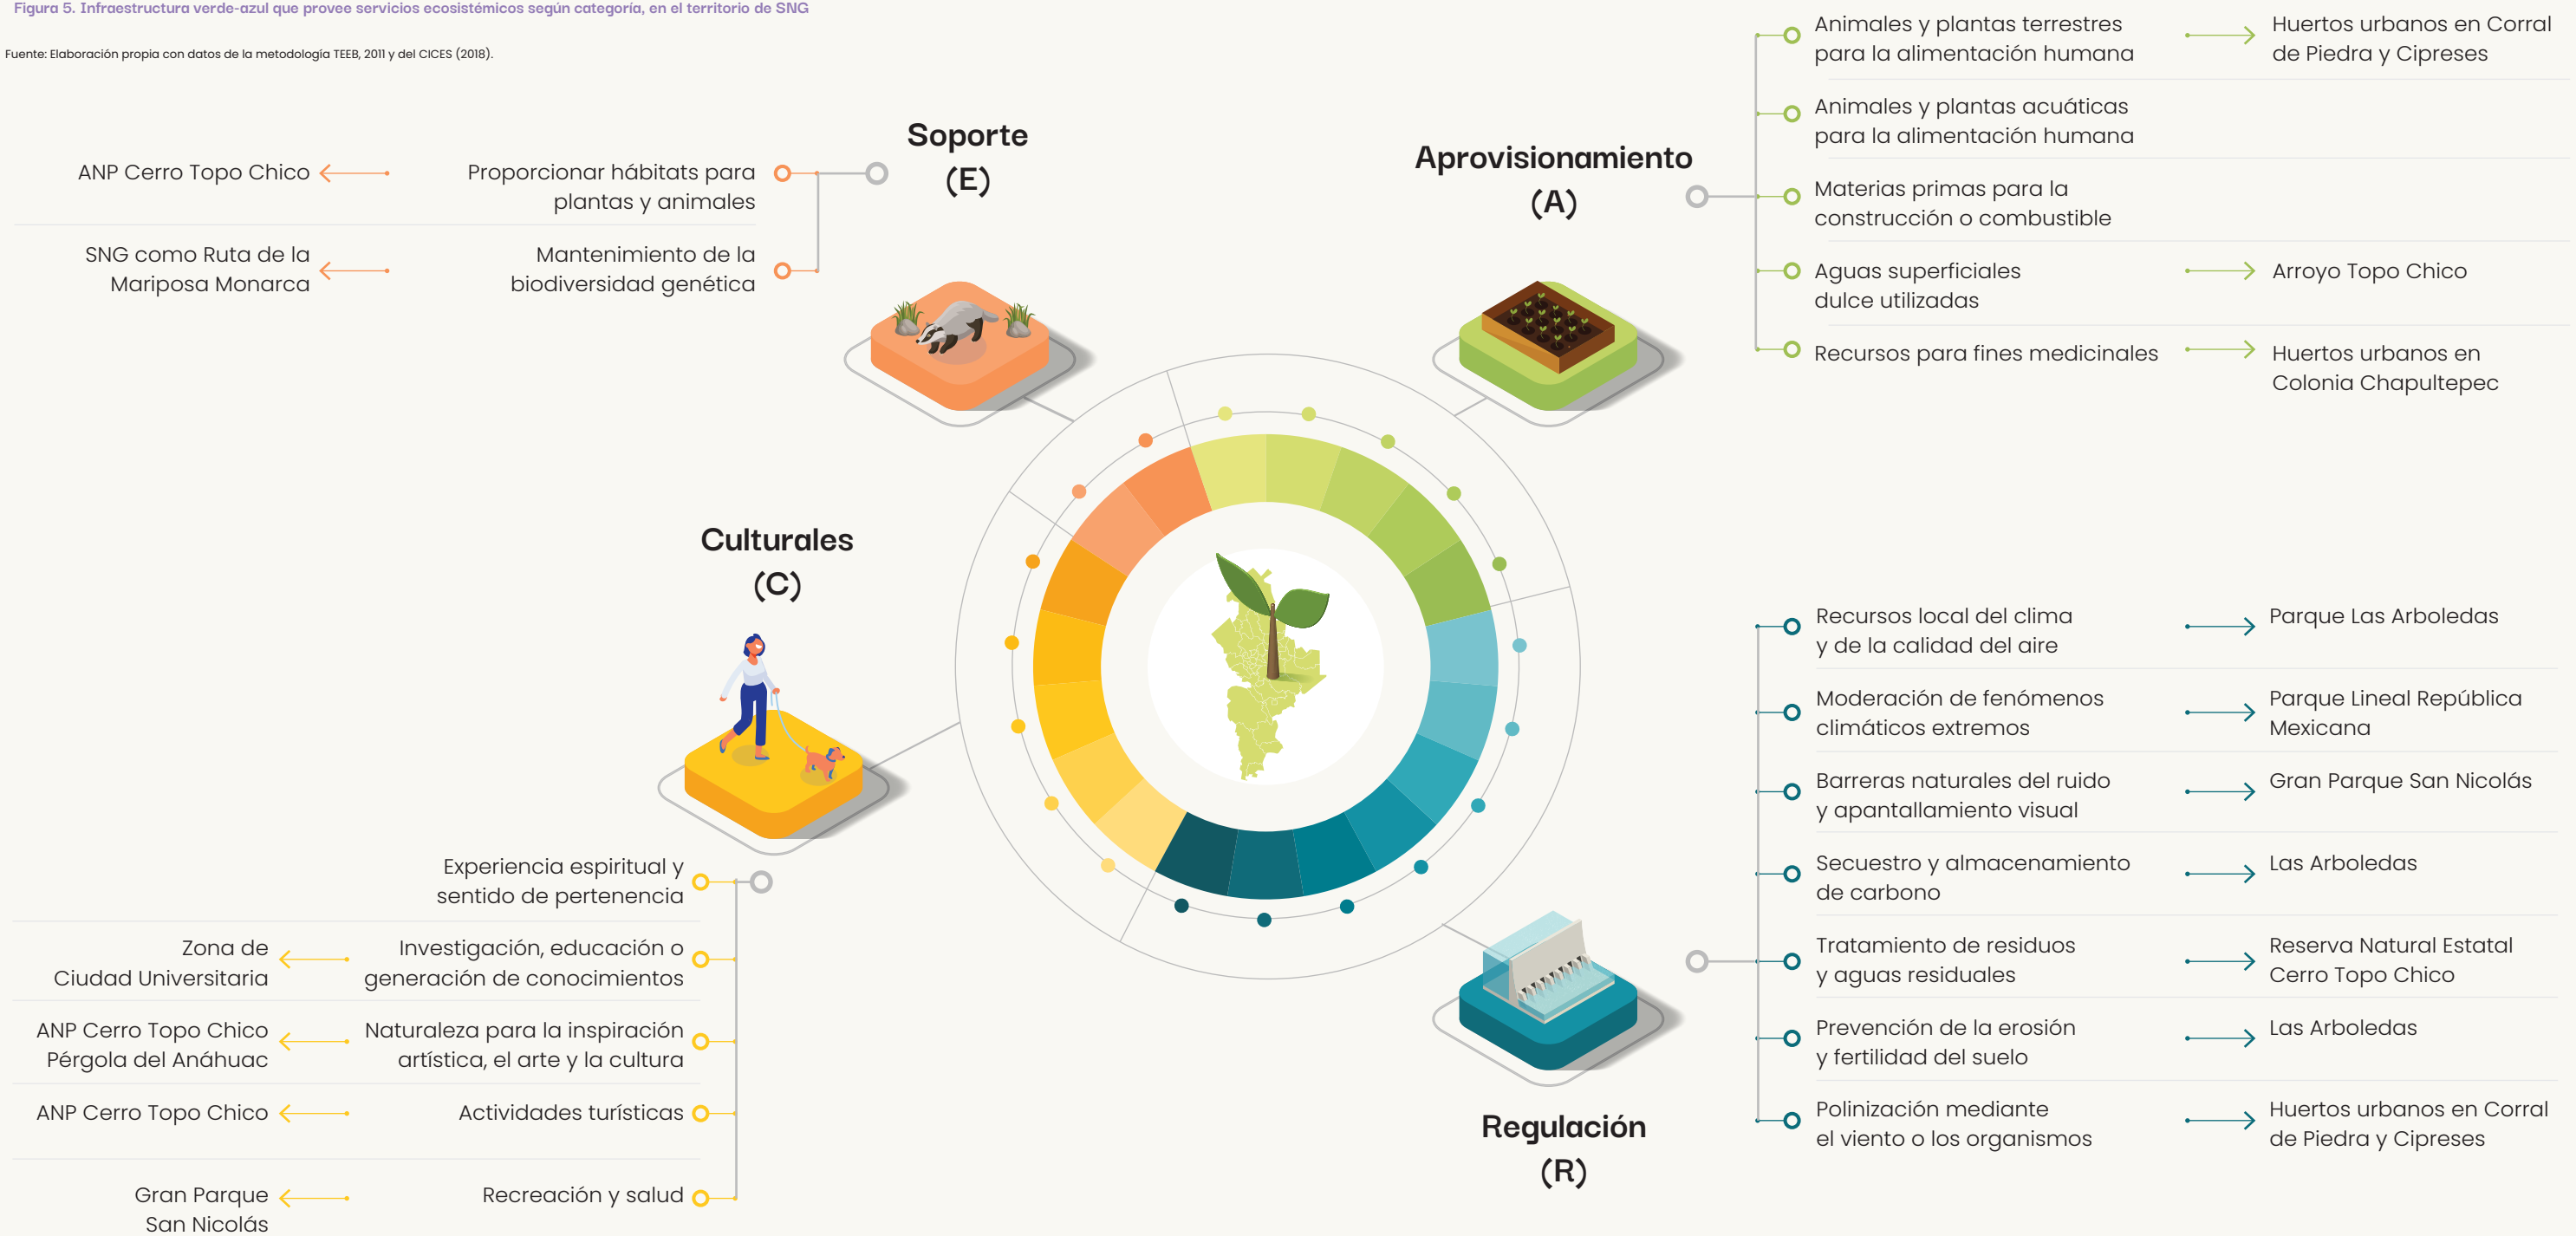 Figura 5. Infraestructura verde-azul que provee servicios ecosistémicos según categoría, en el territorio de SNG
Fuente: Elaboración propia con datos de la metodología TEEB, 2011 y del CICES (2018).
Soporte
(E)
Proporcionar hábitats para
plantas y animales
ANP Cerro Topo Chico
Mantenimiento de la
biodiversidad genética
SNG como Ruta de la
Mariposa Monarca
Aprovisionamiento
(A)
Animales y plantas terrestres
para la alimentación humana
Huertos urbanos en Corral
de Piedra y Cipreses
Animales y plantas acuáticas
para la alimentación humana
Materias primas para la
construcción o combustible
Aguas superficiales
dulce utilizadas
Arroyo Topo Chico
Recursos para fines medicinales
Huertos urbanos en
Colonia Chapultepec
Culturales
(C)
Experiencia espiritual y
sentido de pertenencia
Investigación, educación o
generación de conocimientos
Zona de
Ciudad Universitaria
Naturaleza para la inspiración
artística, el arte y la cultura
ANP Cerro Topo Chico
Pérgola del Anáhuac
Actividades turísticas
ANP Cerro Topo Chico
Recreación y salud
Gran Parque
San Nicolás
Regulación
(R)
Recursos local del clima
y de la calidad del aire
Parque Las Arboledas
Moderación de fenómenos
climáticos extremos
Parque Lineal República
Mexicana
Barreras naturales del ruido
y apantallamiento visual
Gran Parque San Nicolás
Secuestro y almacenamiento
de carbono
Las Arboledas
Tratamiento de residuos
y aguas residuales
Reserva Natural Estatal
Cerro Topo Chico
Prevención de la erosión
y fertilidad del suelo
Las Arboledas
Polinización mediante
el viento o los organismos
Huertos urbanos en Corral
de Piedra y Cipreses